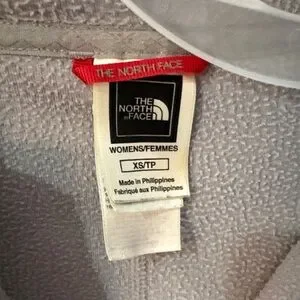 THE NORTH FACE
THE
NORTH
FACE
WOMENS/FEMMES
XS/TP
Made in Philippines
Fabriqué aux Philippines